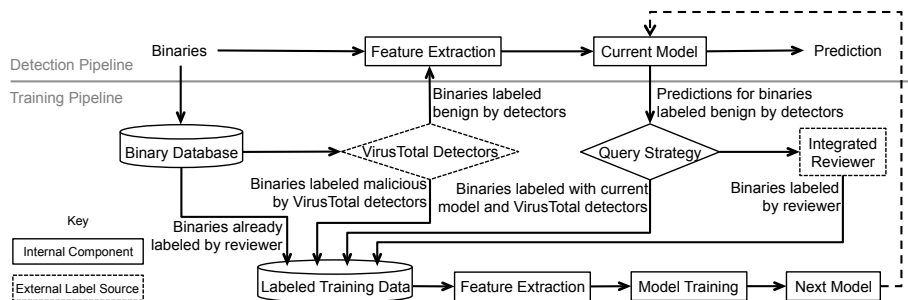 Binaries
Feature Extraction
Current Model
Prediction
Detection Pipeline
Training Pipeline
Binaries labeled
benign by detectors
Predictions for binaries
labeled benign by detectors
Binary Database
VirusTotal Detectors
Query Strategy
Integrated
Reviewer
Binaries labeled malicious
by VirusTotal detectors
Binaries labeled with current
model and VirusTotal detectors
Binaries labeled
by reviewer
Key
Binaries already
labeled by reviewer
Internal Component
External Label Source
Labeled Training Data
Feature Extraction
Model Training
Next Model